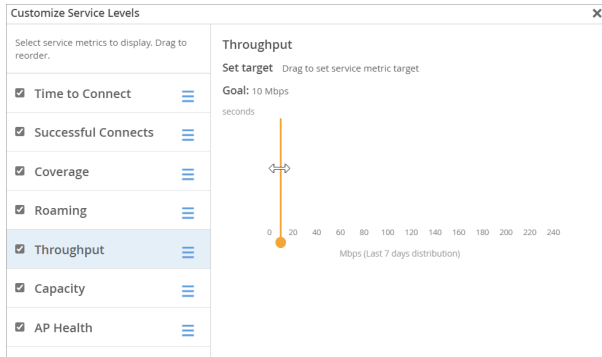 Customize Service Levels
Select service metrics to display. Drag to
reorder.
Time to Connect
Successful Connects
Coverage
Roaming
Throughput
Capacity
AP Health
Throughput
Set target Drag to set service metric target
Goal: 10 Mbps
seconds
0 20 40 60 80 100 120 140 160 180 200 220 240
Mbps (Last 7 days distribution)